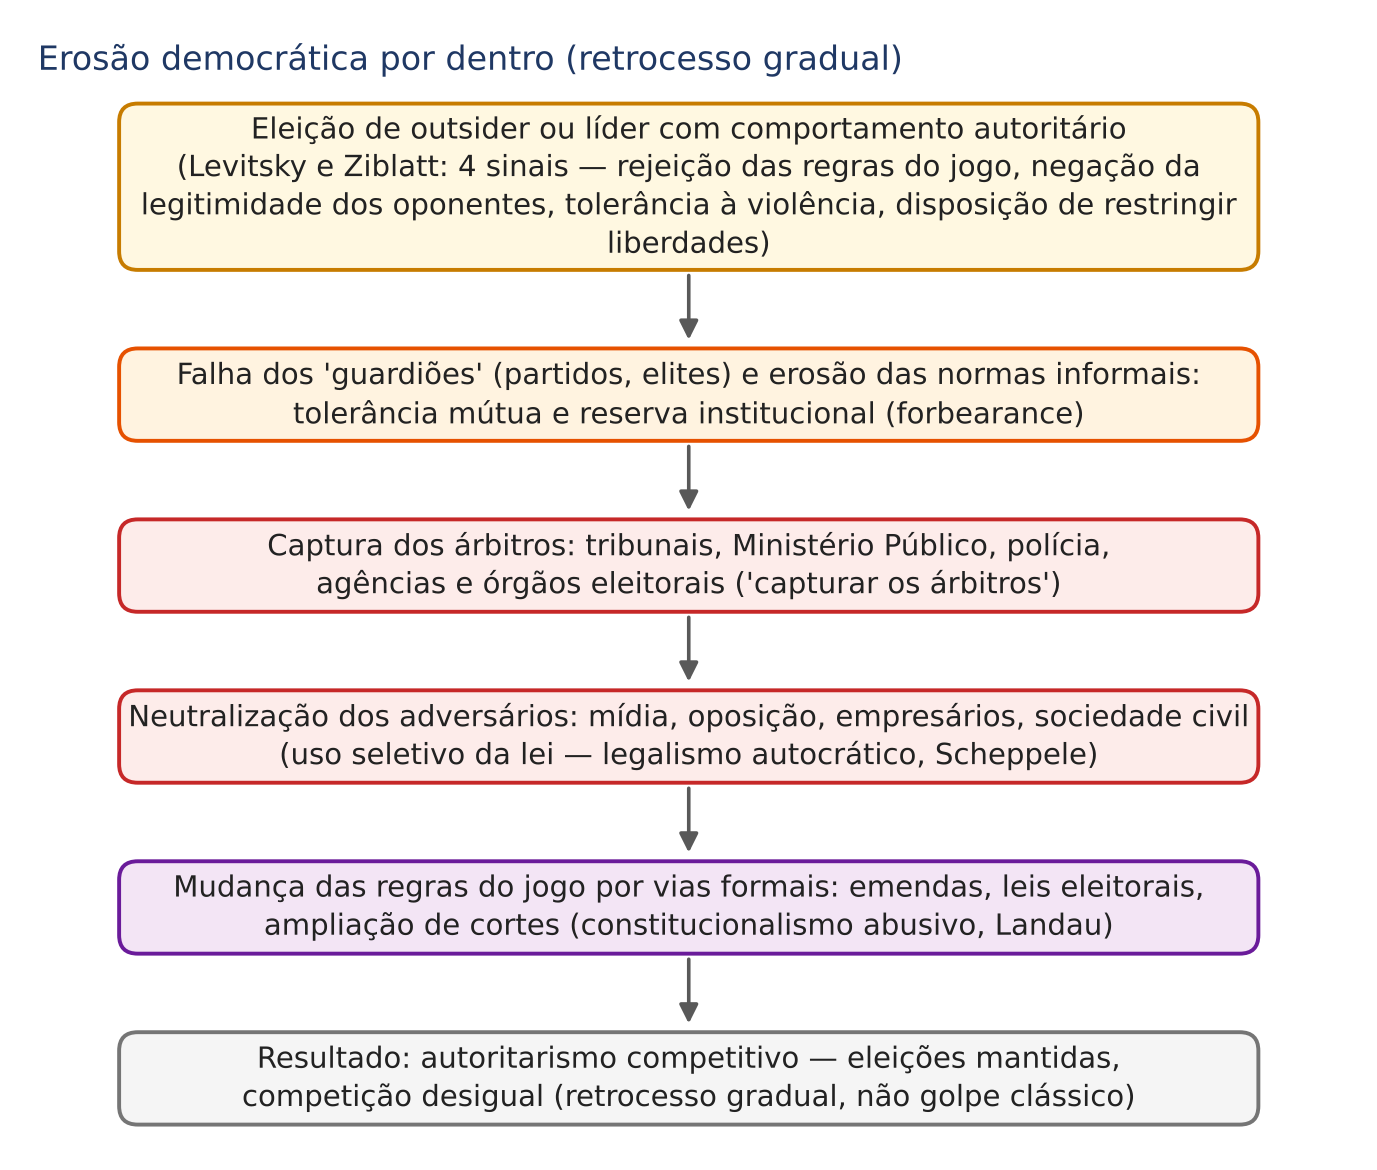 Erosão democrática por dentro (retrocesso gradual)
Eleição de outsider ou líder com comportamento autoritário
(Levitsky e Ziblatt: 4 sinais — rejeição das regras do jogo, negação da
legitimidade dos oponentes, tolerância à violência, disposição de restringir
liberdades)
Falha dos 'guardiões' (partidos, elites) e erosão das normas informais:
tolerância mútua e reserva institucional (forbearance)
Captura dos árbitros: tribunais, Ministério Público, polícia,
agências e órgãos eleitorais ('capturar os árbitros')
Neutralização dos adversários: mídia, oposição, empresários, sociedade civil
(uso seletivo da lei — legalismo autocrático, Scheppele)
Mudança das regras do jogo por vias formais: emendas, leis eleitorais,
ampliação de cortes (constitucionalismo abusivo, Landau)
Resultado: autoritarismo competitivo — eleições mantidas,
competição desigual (retrocesso gradual, não golpe clássico)